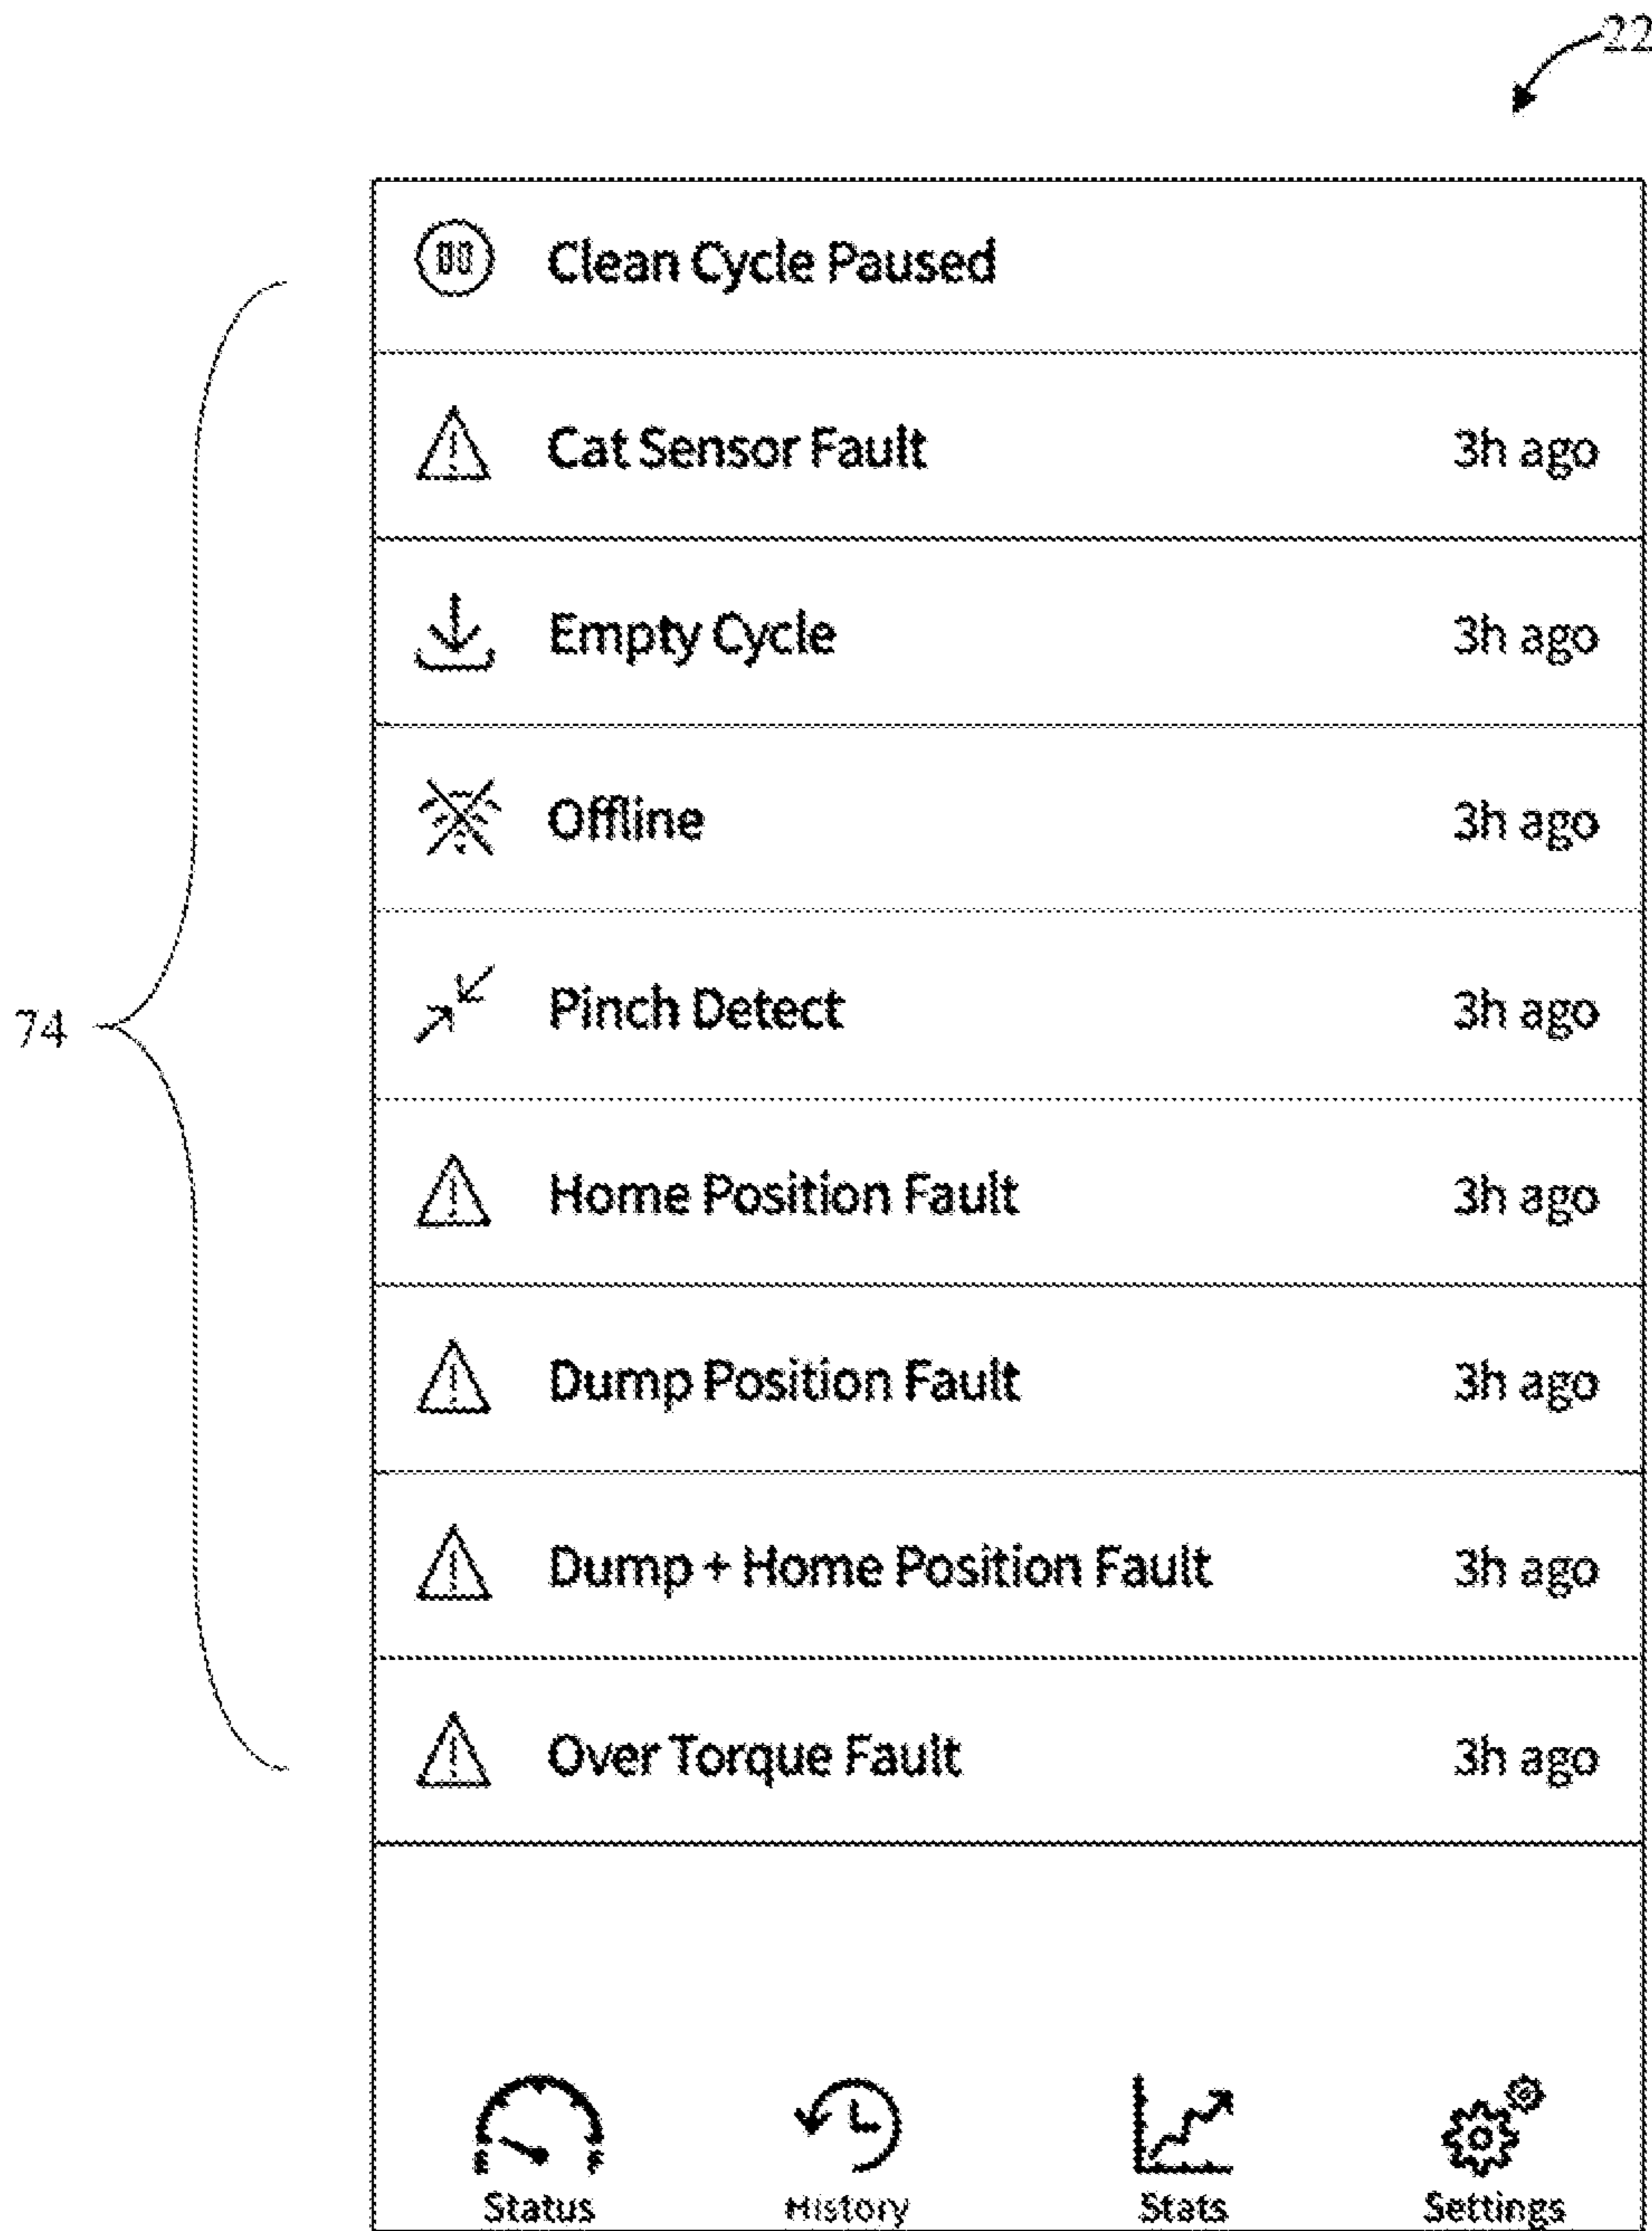 22
Clean Cycle Paused
Cat Sensor Fault 3h ago
Empty Cycle 3h ago
Offline 3h ago
Pinch Detect 3h ago
74
Home Position Fault 3h ago
Dump Position Fault 3h ago
Dump + Home Position Fault 3h ago
Over Torque Fault 3h ago
Status History Stats Settings